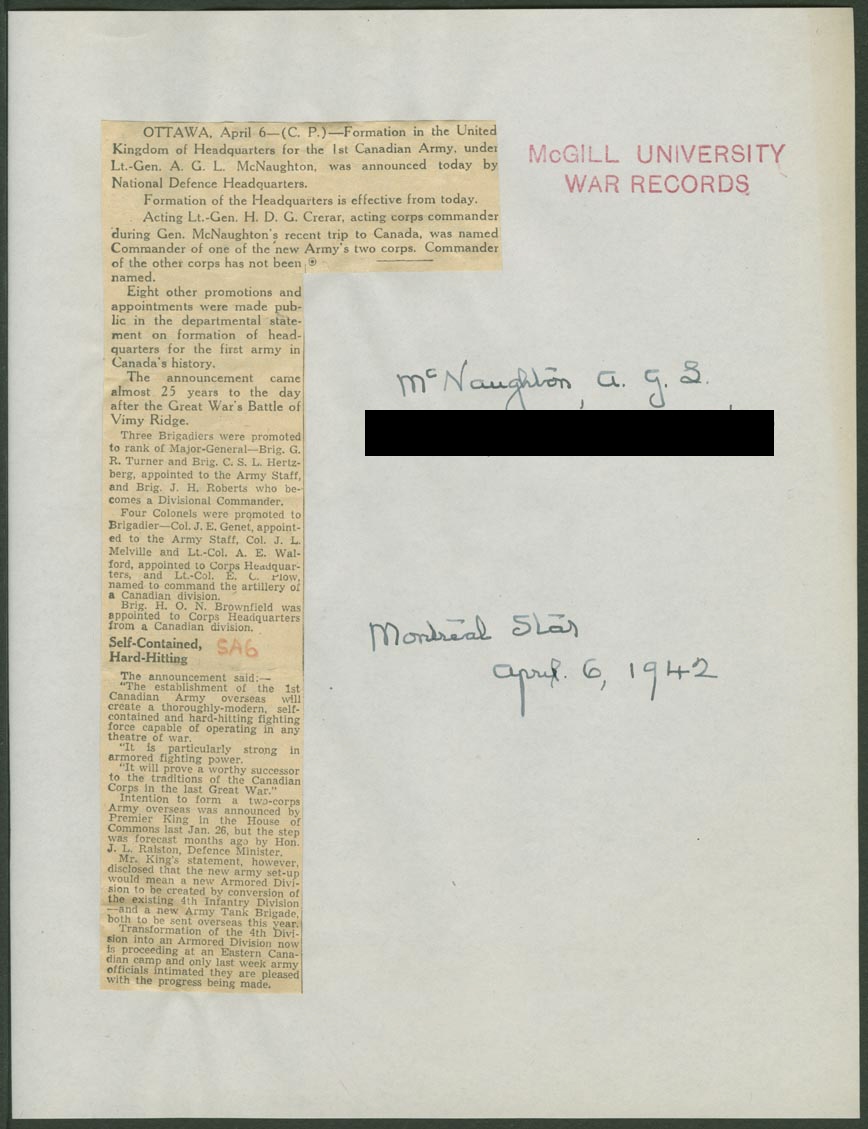 OTTAWA, April 6—(C. P.)—Formation in the United
Kingdom of Headquarters for the 1st Canadian Army, under
Lt.-Gen. A. G. L. McNaughton, was announced today by
National Defence Headquarters.
Formation of the Headquarters is effective from today.
Acting Lt.-Gen. H. D. G. Crerar, acting corps commander
during Gen. McNaughton's recent trip to Canada, was named
Commander of one of the new Army's two corps. Commander
of the other corps has not been
named.
Eight other promotions and
appointments were made pub-
lic in the departmental state-
ment on formation of head-
quarters for the first army in
Canada's history.
The announcement came
almost 25 years to the day
after the Great War's Battle of
Vimy Ridge.
Three Brigadiers were promoted
to rank of Major-General—Brig. G.
R. Turner and Brig. C. S. L. Hertz-
berg, appointed to the Army Staff,
and Brig. J. H. Roberts who be-
comes a Divisional Commander.
Four Colonels were promoted to
Brigadier—Col. J. E. Genet, appoint-
ed to the Army Staff, Col. J. L.
Melville and Lt.-Col. A. E. Wal-
ford, appointed to Corps Headquar-
ters, and Lt.-Col. E. C. Plow,
named to command the artillery of
a Canadian division.
Brig. H. O. N. Brownfield was
appointed to Corps Headquarters
from a Canadian division.
Self-Contained,
Hard-Hitting
SA6
The announcement said:—
"The establishment of the 1st
Canadian Army overseas will
create a thoroughly-modern, self-
contained and hard-hitting fighting
force capable of operating in any
theatre of war.
"It is particularly strong in
armored fighting power.
"It will prove a worthy successor
to the traditions of the Canadian
Corps in the last Great War."
Intention to form a two-corps
Army overseas was announced by
Premier King in the House of
Commons last Jan. 26, but the step
was forecast months ago by Hon.
J. L. Ralston, Defence Minister.
Mr. King's statement, however,
disclosed that the new army set-up
would mean a new Armored Divi-
sion to be created by conversion of
the existing 4th Infantry Division
—and a new Army Tank Brigade,
both to be sent overseas this year.
Transformation of the 4th Divi-
sion into an Armored Division now
is proceeding at an Eastern Cana-
dian camp and only last week army
officials intimated they are pleased
with the progress being made.
McGILL UNIVERSITY
WAR RECORDS
McNaughton, A. G. L.
Montreal Star
April 6, 1942